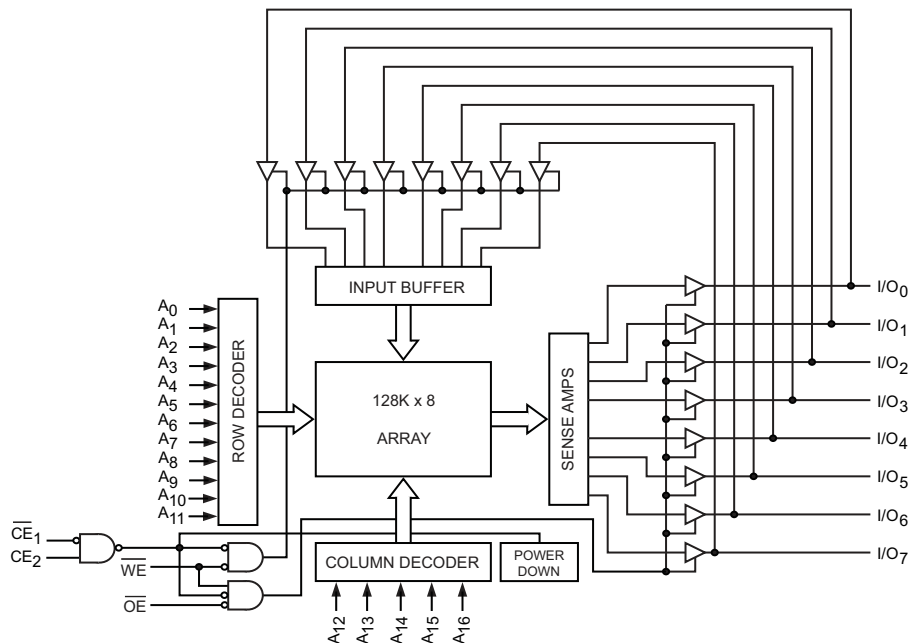 INPUT BUFFER
I/O0
A0
I/O1
A1
I/O2
A2
A3
I/O3
A4
128K x 8
ARRAY
A5
A6
I/O4
A7
A8
I/O5
A9
A10
I/O6
A11
ROW DECODER
SENSE AMPS
CE1
CE2
I/O7
WE
COLUMN DECODER
POWER
DOWN
OE
A12
A13
A14
A15
A16